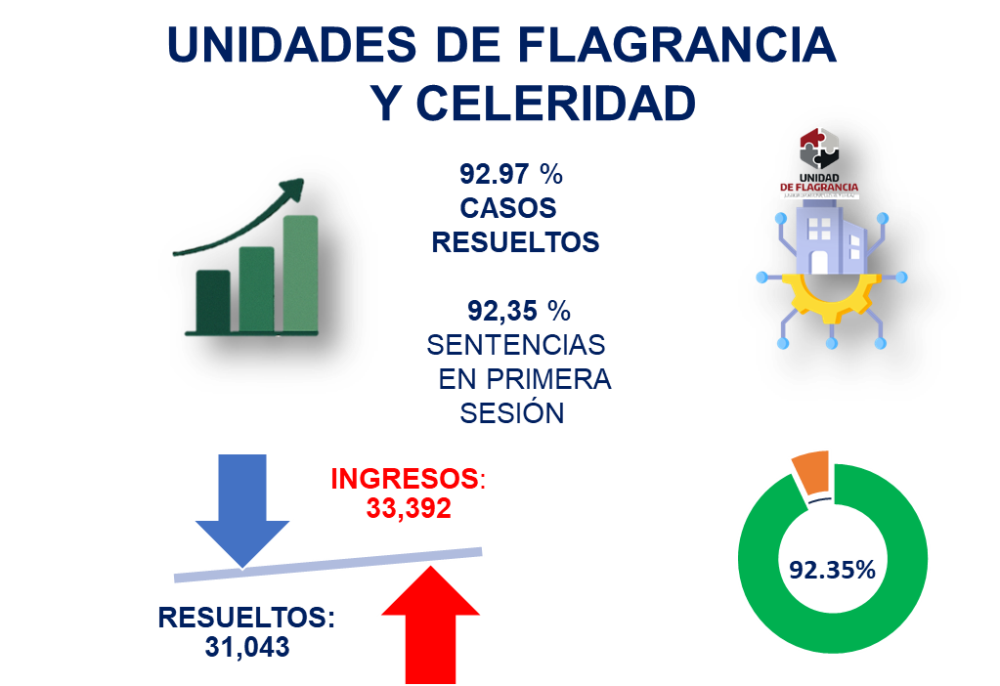 UNIDADES DE FLAGRANCIA
Y CELERIDAD
92.97 %
CASOS
RESUELTOS
UNIDAD
DE FLAGRANCIA
92,35 %
SENTENCIAS
EN PRIMERA
SESIÓN
INGRESOS:
33,392
92.35%
RESUELTOS:
31,043